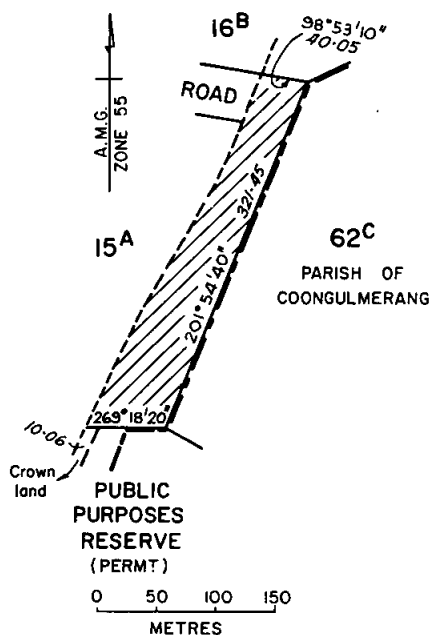 16B
98°53'10"
40·05
ROAD
A.M.G.
ZONE 55
321·45
15A
62C
PARISH OF
COONGULMERANG
201°54'40"
269°18'20"
10·06
Crown
land
PUBLIC
PURPOSES
RESERVE
(PERMT)
0 50 100 150
METRES